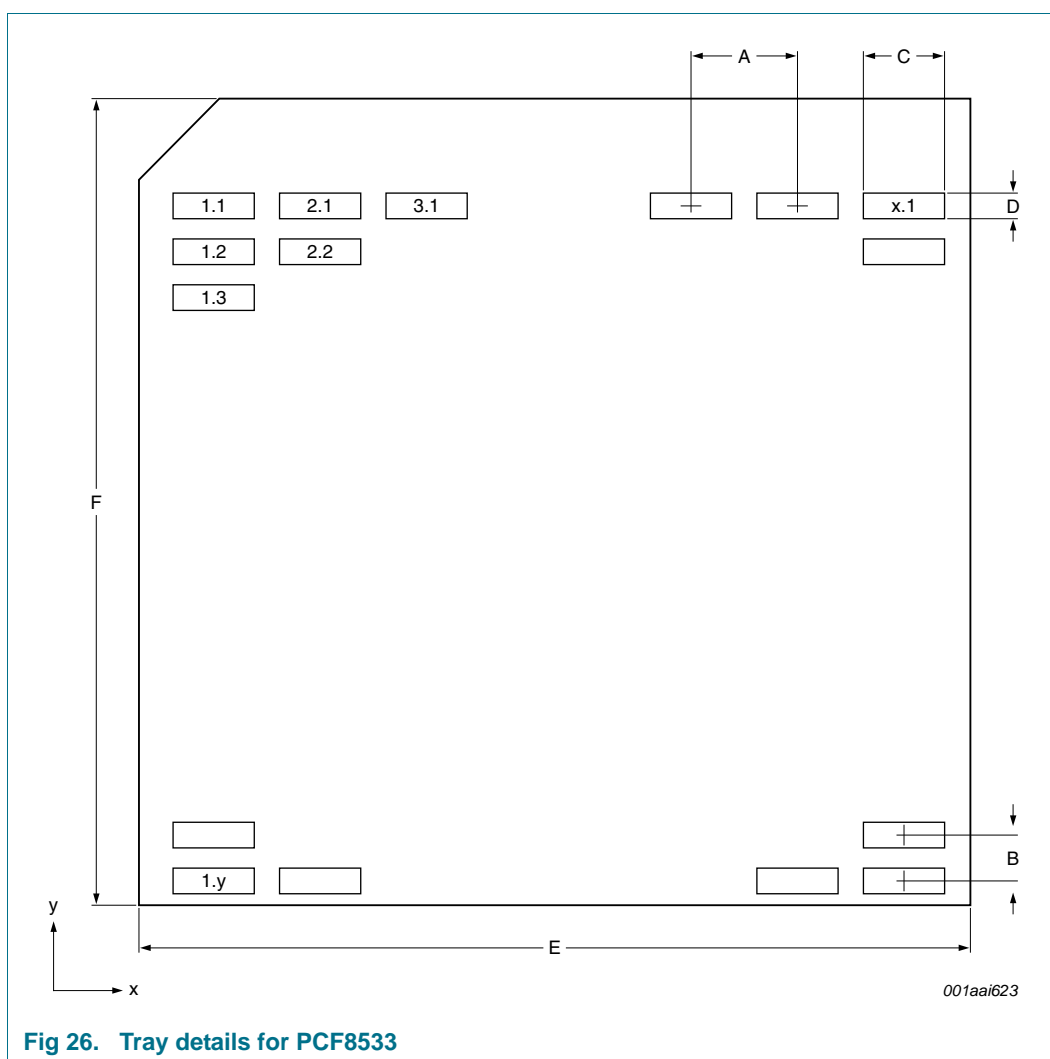 A
C
1.1
2.1
3.1
x.1
D
1.2
2.2
1.3
F
B
1.y
y
E
x
001aai623
Fig 26. Tray details for PCF8533